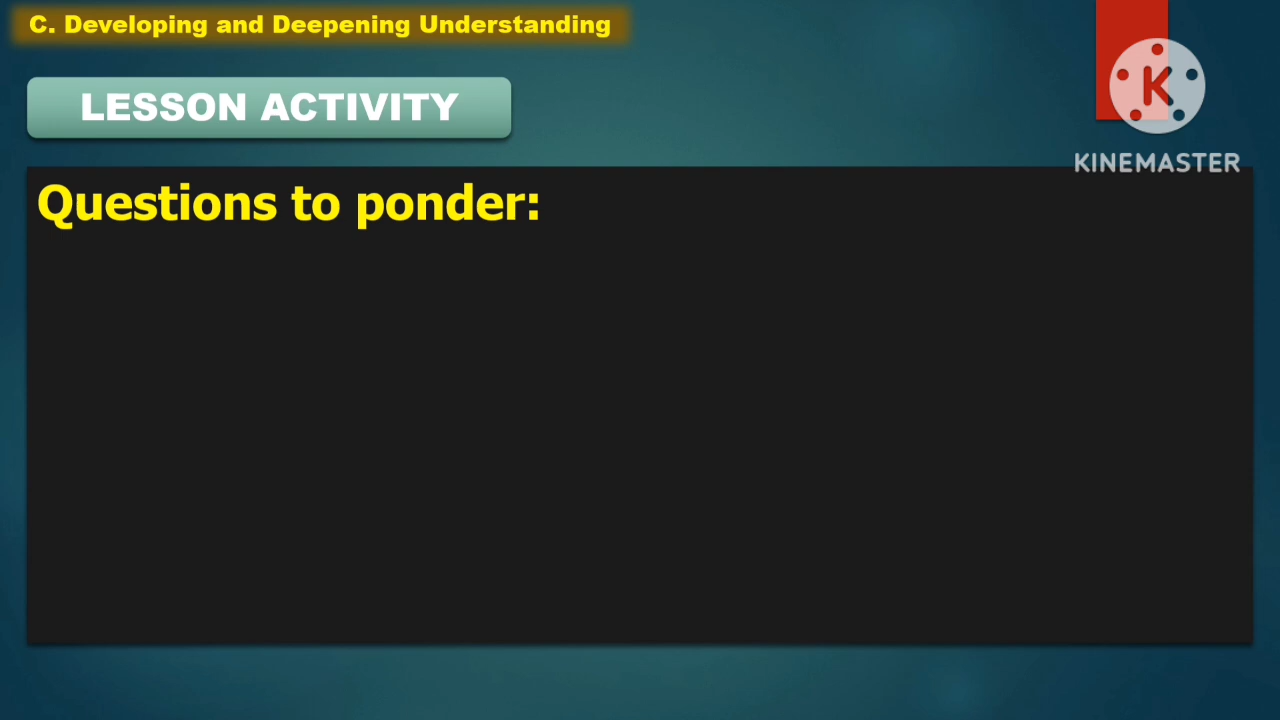 C. Developing and Deepening Understanding
LESSON ACTIVITY
K
KINEMASTER
Questions to ponder: